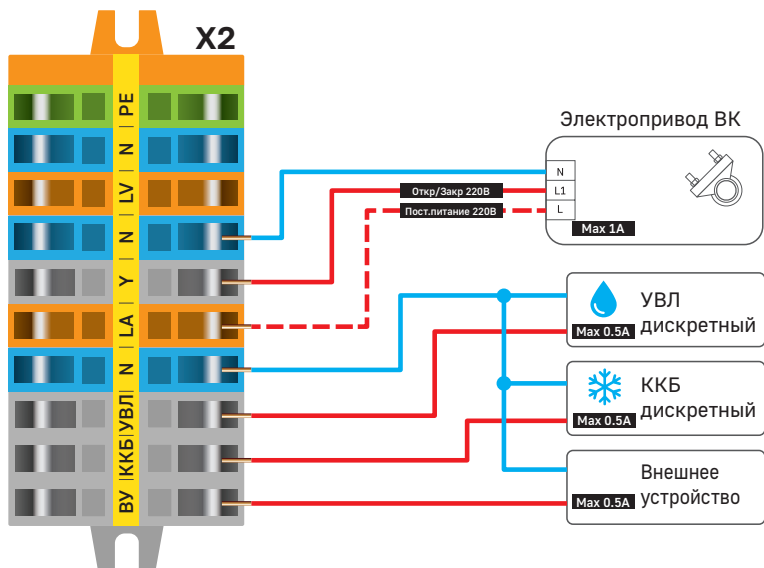 X2
PE
N
LV
N
Y
LA
N
УВЛ
ККБ
ВУ
Электропривод ВК
N
L1
L
Откр/Закр 220В
Пост.питание 220В
Max 1A
УВЛ
дискретный
Max 0.5A
ККБ
дискретный
Max 0.5A
Внешнее
устройство
Max 0.5A